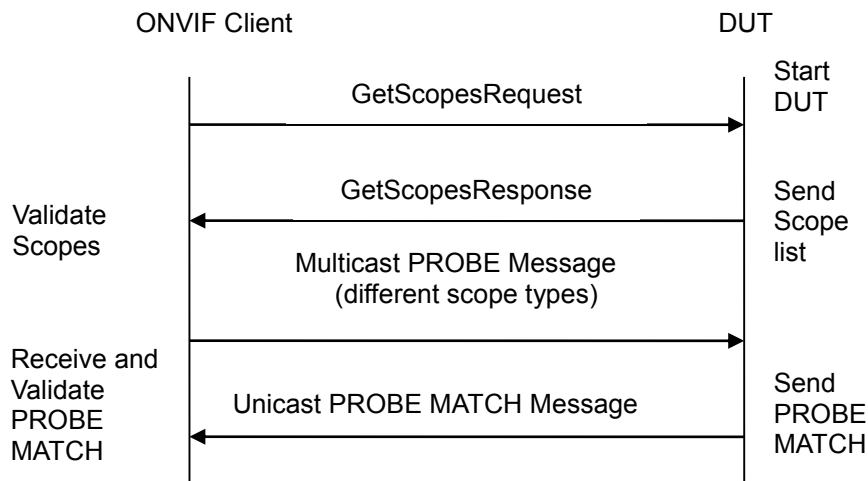 ONVIF Client
DUT
Start
DUT
GetScopesRequest
GetScopesResponse
Validate
Scopes
Send
Scope
list
Multicast PROBE Message
(different scope types)
Receive and
Validate
PROBE
MATCH
Unicast PROBE MATCH Message
Send
PROBE
MATCH